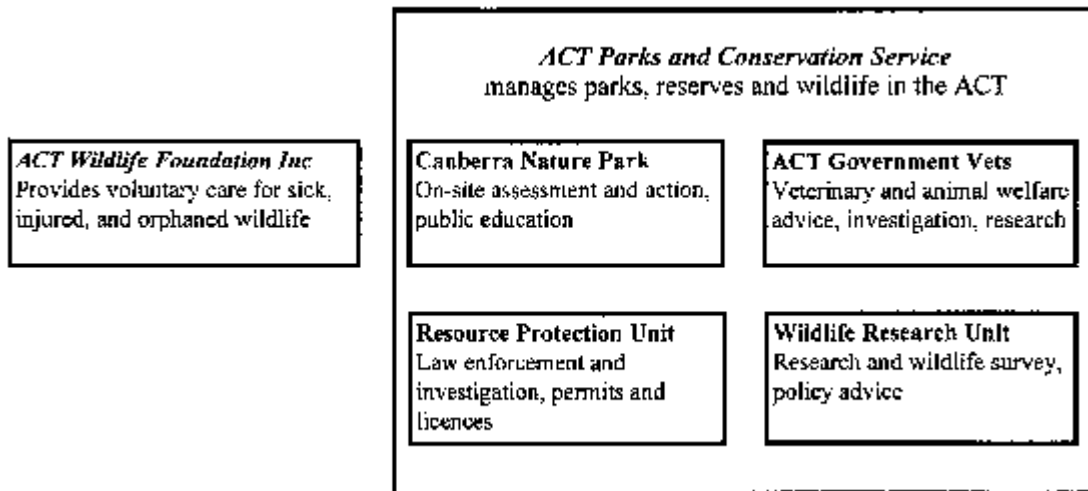 ACT Parks and Conservation Service
manages parks, reserves and wildlife in the ACT
ACT Wildlife Foundation Inc
Provides voluntary care for sick,
injured, and orphaned wildlife
Canberra Nature Park
On-site assessment and action,
public education
ACT Government Vets
Veterinary and animal welfare
advice, investigation, research
Resource Protection Unit
Law enforcement and
investigation, permits and
licences
Wildlife Research Unit
Research and wildlife survey,
policy advice